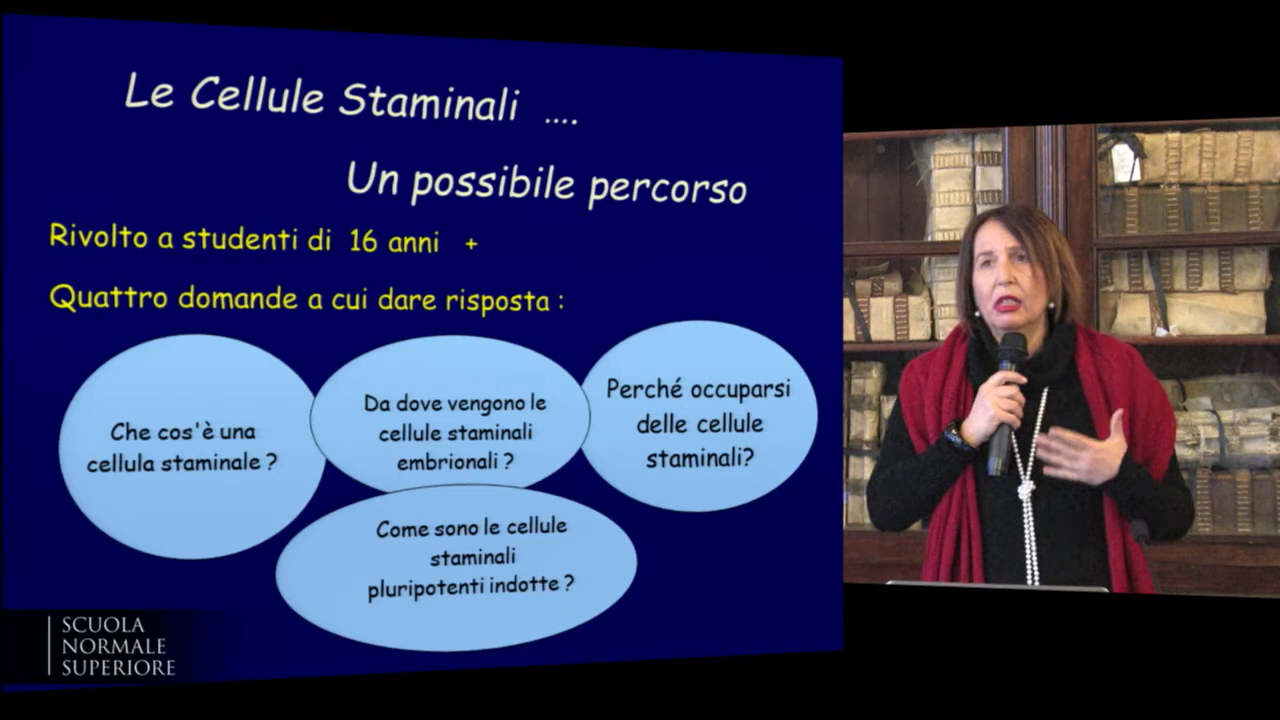 Le Cellule Staminali ....
Un possibile percorso
Rivolto a studenti di 16 anni +
Quattro domande a cui dare risposta :
Che cos'è una
cellula staminale ?
Da dove vengono le
cellule staminali
embrionali ?
Perché occuparsi
delle cellule
staminali?
Come sono le cellule
staminali
pluripotenti indotte ?
SCUOLA
NORMALE
SUPERIORE